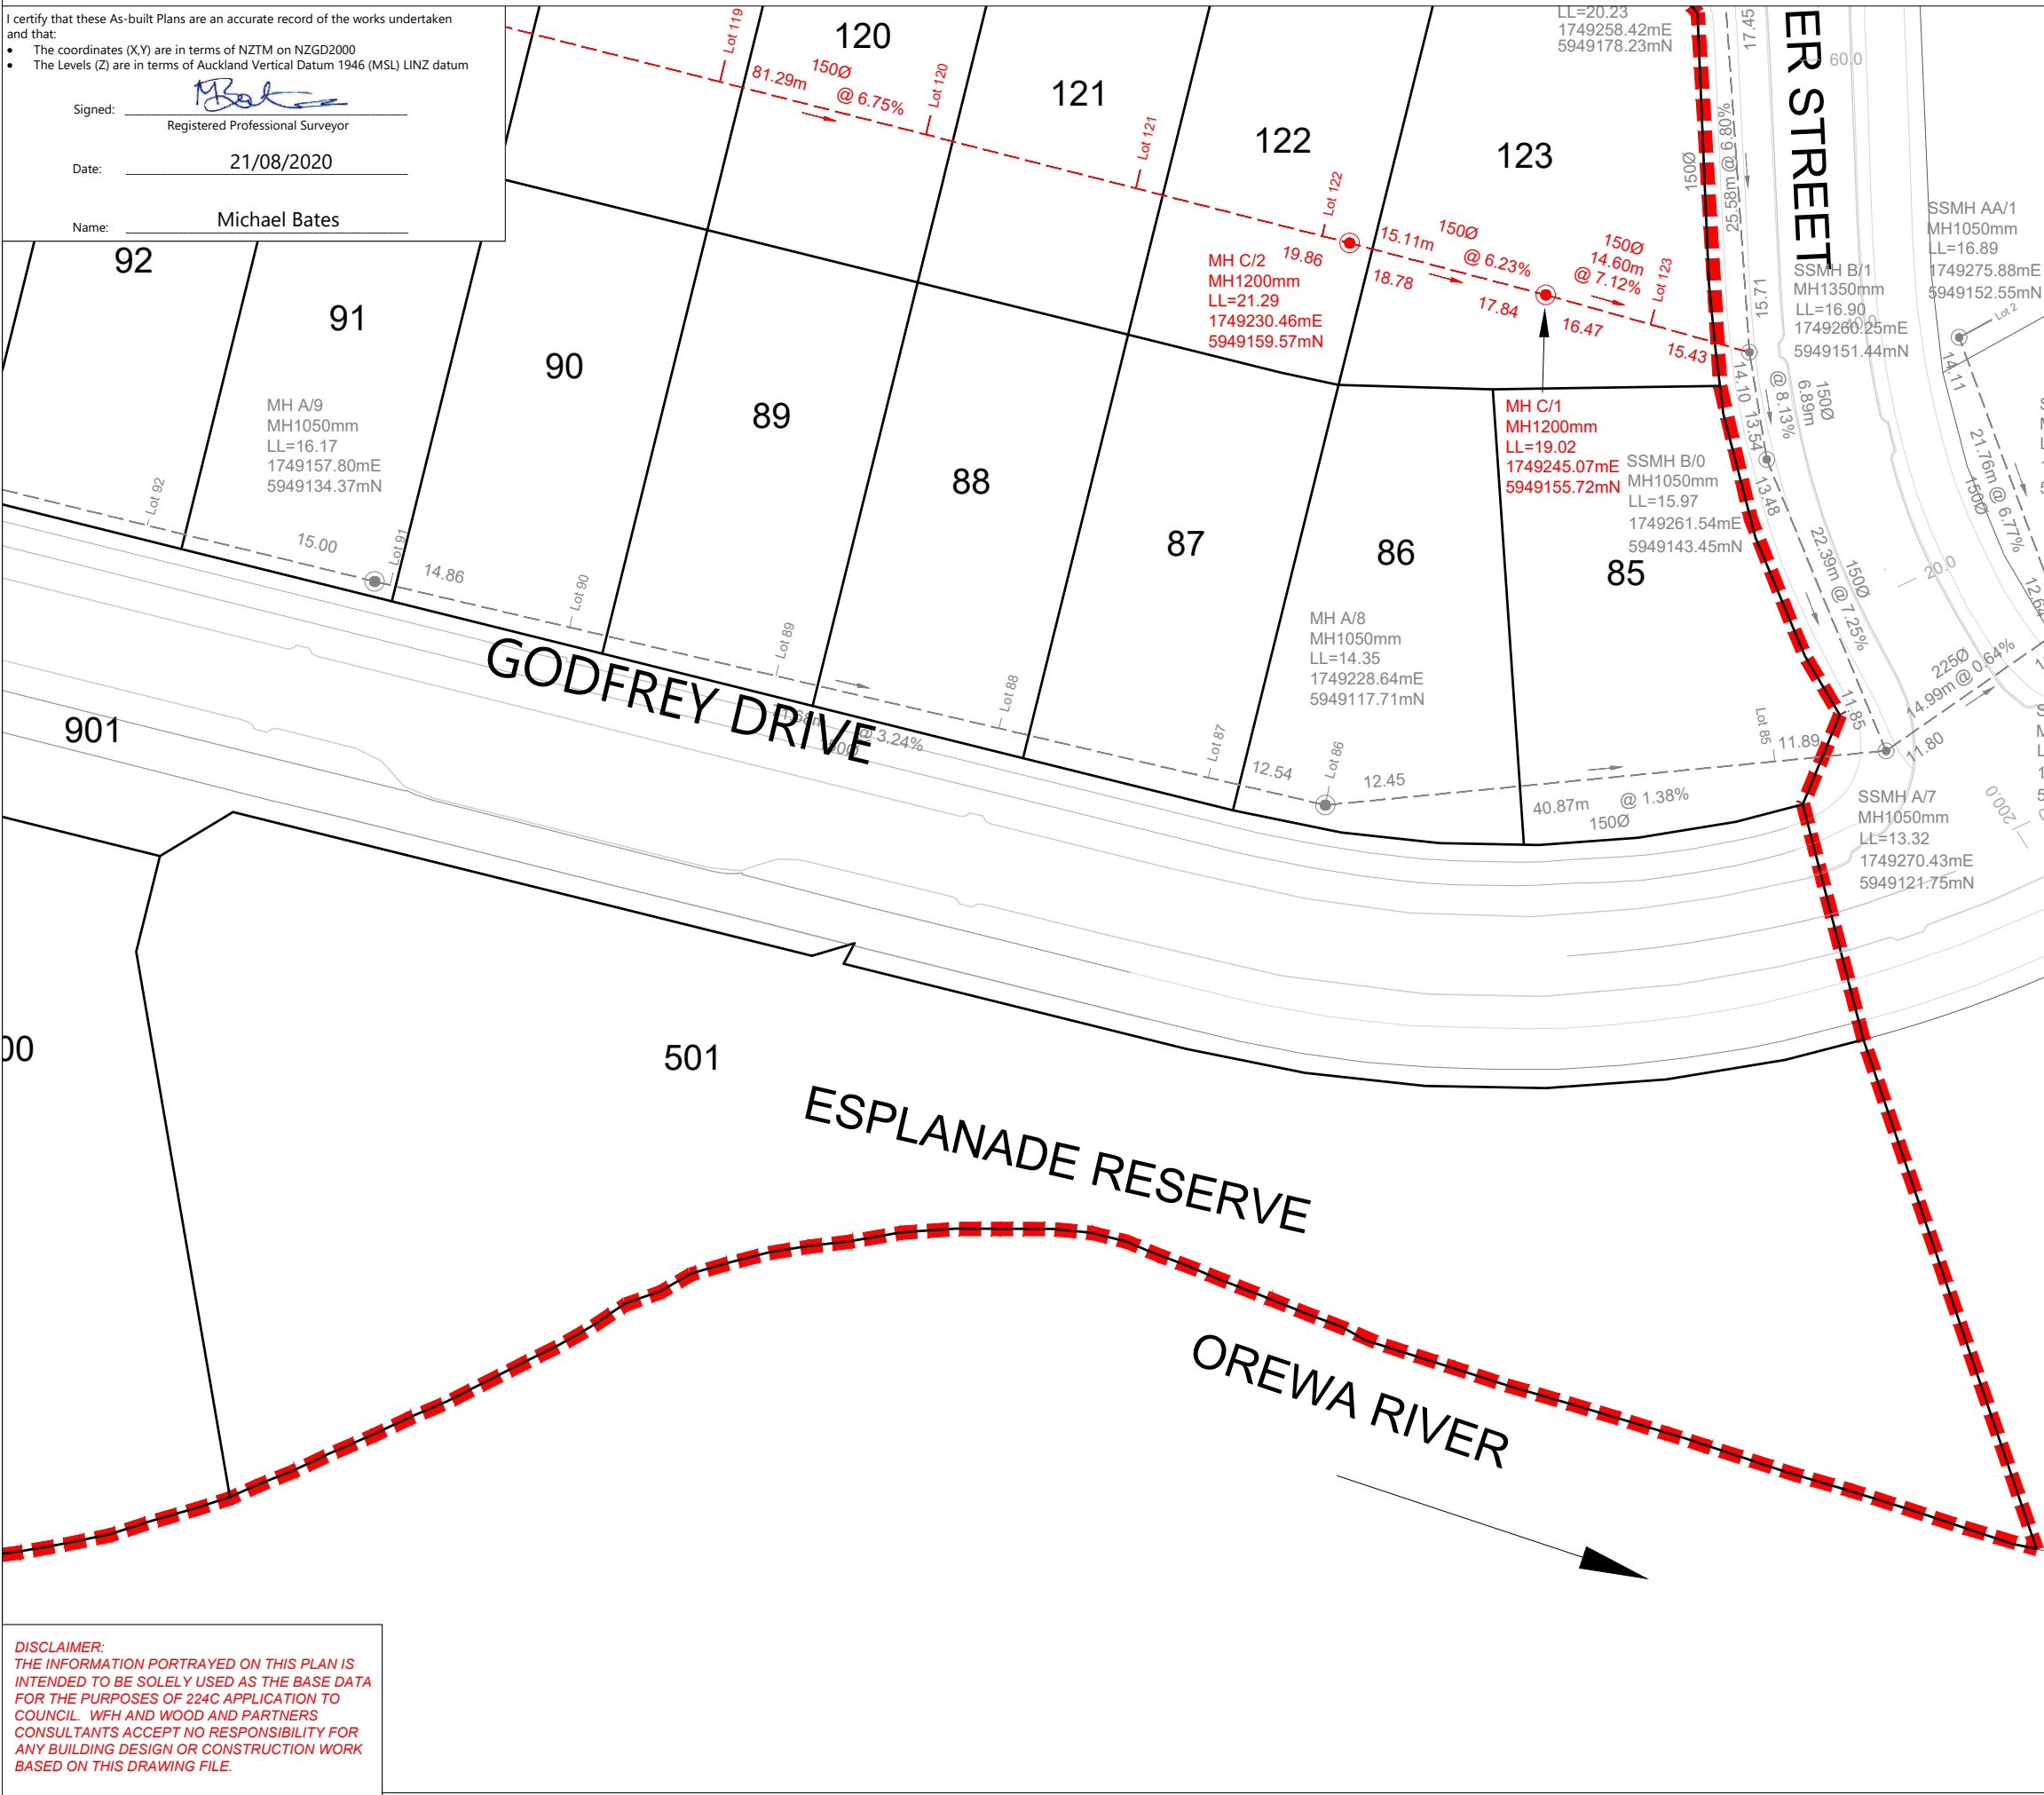 I certify that these As-built Plans are an accurate record of the works undertaken
and that:
• The coordinates (X,Y) are in terms of NZTM on NZGD2000
• The Levels (Z) are in terms of Auckland Vertical Datum 1946 (MSL) LINZ datum
Signed:
Registered Professional Surveyor
Date: 21/08/2020
Name: Michael Bates
Lot 119
120
81.29m
150Ø
@ 6.75%
Lot 120
121
Lot 121
122
Lot 122
123
LL=20.23
1749258.42mE
5949178.23mN
17.45
ER STREET
60.0
150Ø
25.58m @ 6.80%
15.71
MH C/2
MH1200mm
LL=21.29
1749230.46mE
5949159.57mN
19.86
15.11m
150Ø
@ 6.23%
18.78
17.84
150Ø
14.60m
@ 7.12%
Lot 123
16.47
15.43
SSMH B/1
MH1350mm
LL=16.90
1749260.25mE
5949151.44mN
40.0
SSMH AA/1
MH1050mm
LL=16.89
1749275.88mE
5949152.55mN
Lot 2
14.11
21.76m @ 6.77%
150Ø
12.64
92
91
90
89
88
87
86
85
MH A/9
MH1050mm
LL=16.17
1749157.80mE
5949134.37mN
MH C/1
MH1200mm
LL=19.02
1749245.07mE
5949155.72mN
SSMH B/0
MH1050mm
LL=15.97
1749261.54mE
5949143.45mN
14.10
13.54
@ 8.13%
6.89m
150Ø
13.48
22.39m @ 7.25%
150Ø
20.0
Lot 92
15.00
Lot 91
14.86
Lot 90
Lot 89
Lot 88
Lot 87
12.54
Lot 86
12.45
MH A/8
MH1050mm
LL=14.35
1749228.64mE
5949117.71mN
GODFREY DRIVE
@ 3.24%
40.87m @ 1.38%
150Ø
Lot 85
11.89
11.85
11.80
225Ø
14.99m @ 0.64%
SSMH A/7
MH1050mm
LL=13.32
1749270.43mE
5949121.75mN
200.0
901
00
501
ESPLANADE RESERVE
OREWA RIVER
DISCLAIMER:
THE INFORMATION PORTRAYED ON THIS PLAN IS
INTENDED TO BE SOLELY USED AS THE BASE DATA
FOR THE PURPOSES OF 224C APPLICATION TO
COUNCIL. WFH AND WOOD AND PARTNERS
CONSULTANTS ACCEPT NO RESPONSIBILITY FOR
ANY BUILDING DESIGN OR CONSTRUCTION WORK
BASED ON THIS DRAWING FILE.